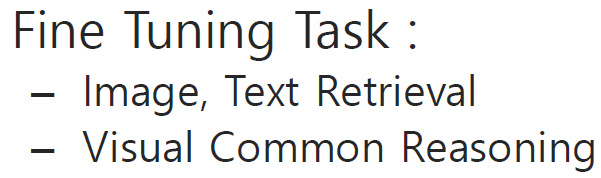 Fine Tuning Task :
– Image, Text Retrieval
– Visual Common Reasoning